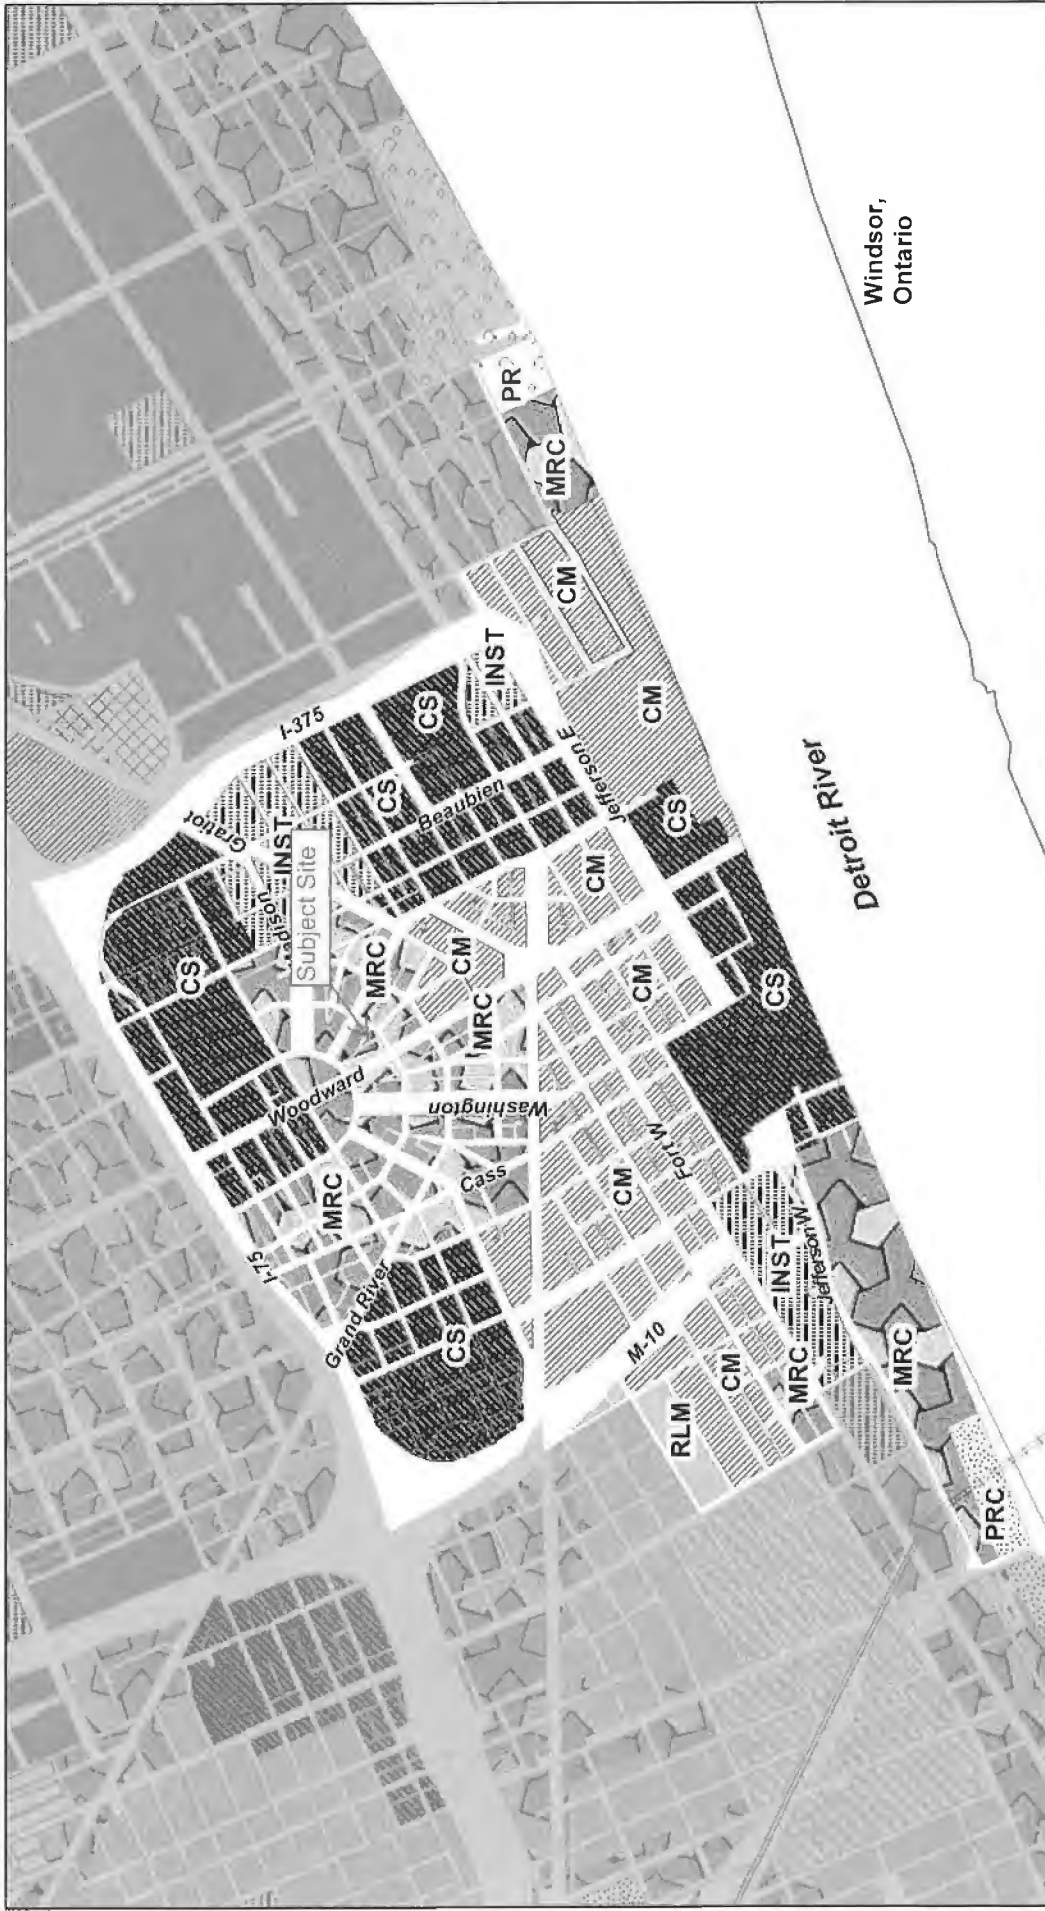 CS
Gratiot
I-75
adison
INST
Subject Site
I-375
Woodward
MRC
Grand River
MRC
CS
CS
CS
CM
Beaubien
MRC
Cass
Washington
INST
PR
MRC
CM
Jefferson E
CM
CM
CM
M-10
CM
CS
RLM
Fort W
CM
CS
INST
MRC
Jefferson W
Detroit River
Windsor,
Ontario
MRC
PRC